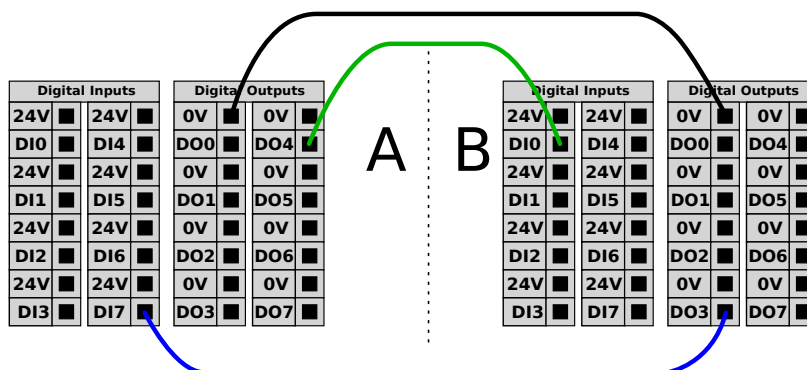 Digital Inputs Digital Outputs Digital Inputs Digital Outputs
24V 24V 0V 0V 24V 24V 0V 0V
DI0 DI4 DO0 DO4 A B DI0 DI4 DO0 DO4
24V 24V 0V 0V 24V 24V 0V 0V
DI1 DI5 DO1 DO5 DI1 DI5 DO1 DO5
24V 24V 0V 0V 24V 24V 0V 0V
DI2 DI6 DO2 DO6 DI2 DI6 DO2 DO6
24V 24V 0V 0V 24V 24V 0V 0V
DI3 DI7 DO3 DO7 DI3 DI7 DO3 DO7